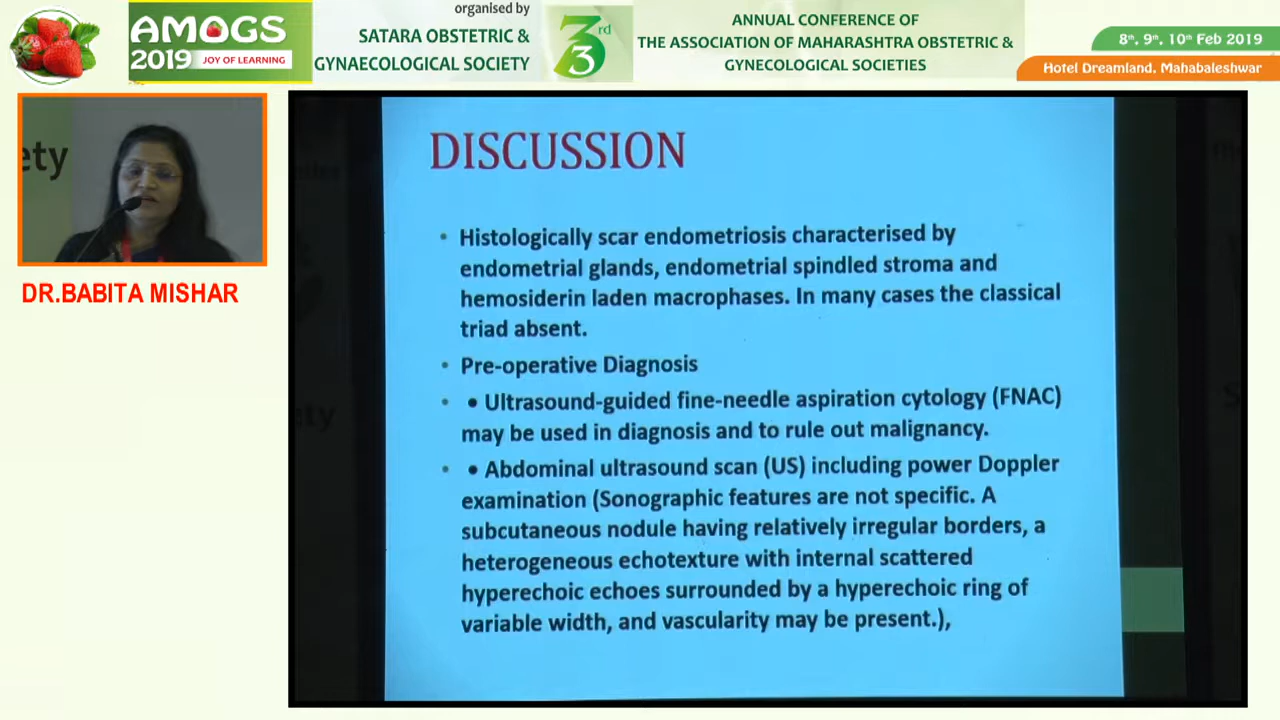 AMOGS
2019 JOY OF LEARNING
organised by
SATARA OBSTETRIC &
GYNAECOLOGICAL SOCIETY
3rd
ANNUAL CONFERENCE OF
THE ASSOCIATION OF MAHARASHTRA OBSTETRIC &
GYNECOLOGICAL SOCIETIES
8th, 9th, 10th Feb 2019
Hotel Dreamland, Mahabaleshwar
ety
DR.BABITA MISHAR
DISCUSSION
• Histologically scar endometriosis characterised by
endometrial glands, endometrial spindled stroma and
hemosiderin laden macrophases. In many cases the classical
triad absent.
• Pre-operative Diagnosis
• • Ultrasound-guided fine-needle aspiration cytology (FNAC)
may be used in diagnosis and to rule out malignancy.
• • Abdominal ultrasound scan (US) including power Doppler
examination (Sonographic features are not specific. A
subcutaneous nodule having relatively irregular borders, a
heterogeneous echotexture with internal scattered
hyperechoic echoes surrounded by a hyperechoic ring of
variable width, and vascularity may be present.),